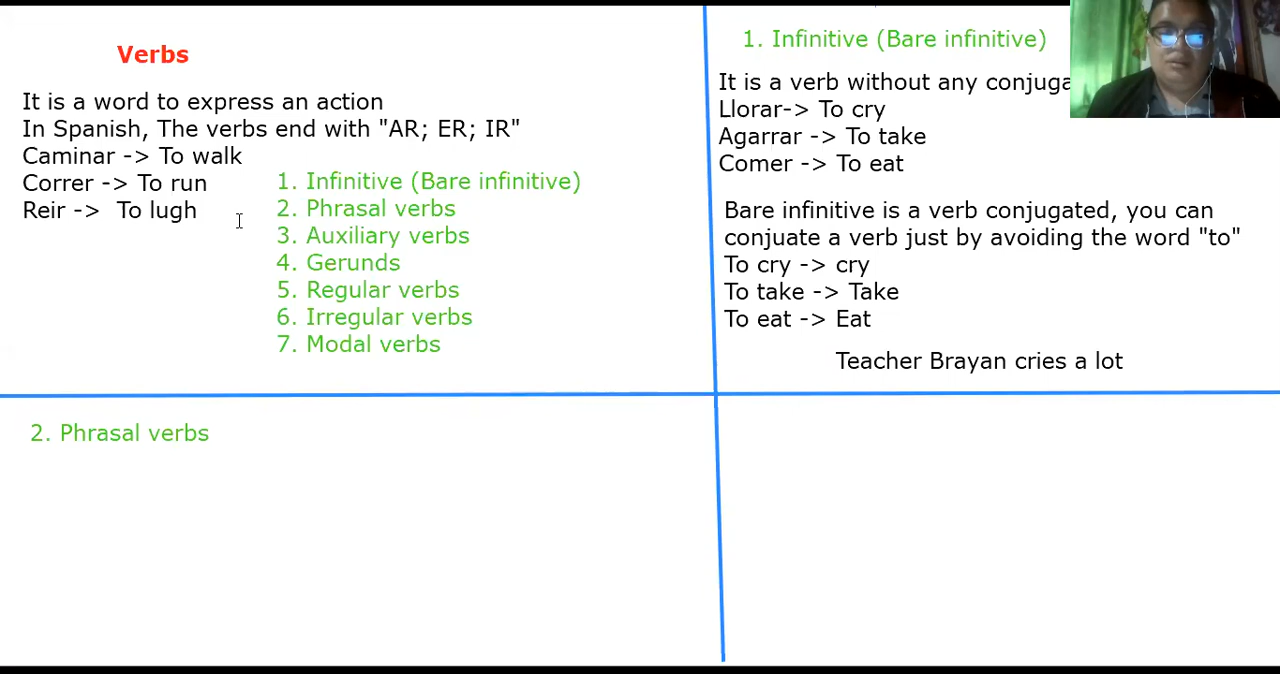 Verbs
It is a word to express an action
In Spanish, The verbs end with "AR; ER; IR"
Caminar -> To walk
Correr -> To run
Reir -> To lugh
1. Infinitive (Bare infinitive)
2. Phrasal verbs
3. Auxiliary verbs
4. Gerunds
5. Regular verbs
6. Irregular verbs
7. Modal verbs
1. Infinitive (Bare infinitive)
It is a verb without any
Llorar-> To cry
Agarrar -> To take
Comer -> To eat
Bare infinitive is a verb conjugated, you can
conjuate a verb just by avoiding the word "to"
To cry -> cry
To take -> Take
To eat -> Eat
Teacher Brayan cries a lot
2. Phrasal verbs